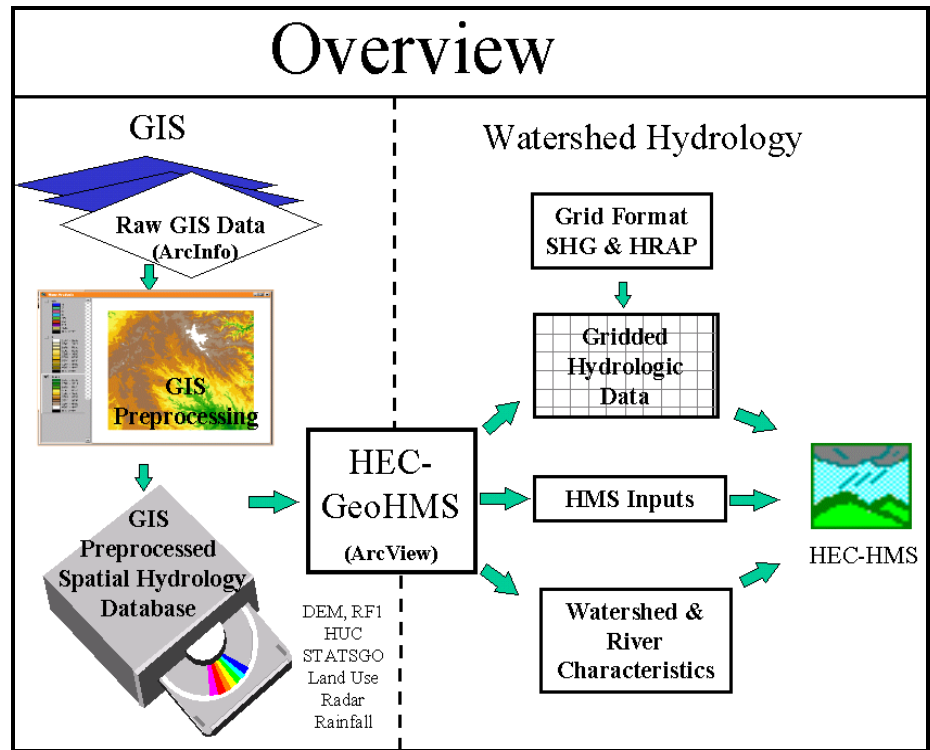 Overview
GIS
Raw GIS Data
(ArcInfo)
GIS
Preprocessing
GIS
Preprocessed
Spatial Hydrology
Database
DEM, RF1
HUC
STATSGO
Land Use
Radar
Rainfall
HEC-
GeoHMS
(ArcView)
Watershed Hydrology
Grid Format
SHG & HRAP
Gridded
Hydrologic
Data
HMS Inputs
Watershed &
River
Characteristics
HEC-HMS